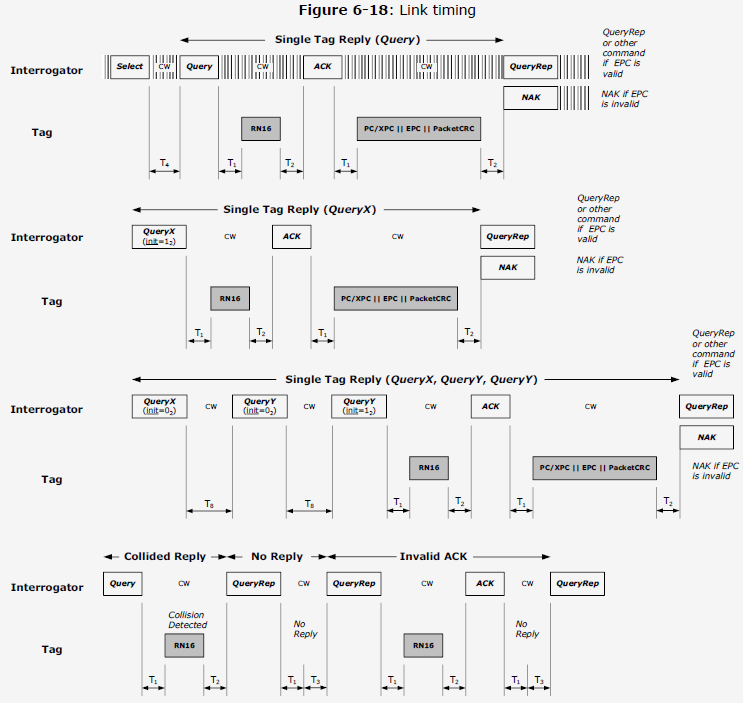 Figure 6-18: Link timing
Single Tag Reply (Query)
QueryRep
or other
command
if EPC is
valid
Interrogator
Select
CW
Query
CW
ACK
CW
QueryRep
NAK
NAK if EPC
is invalid
Tag
RN16
PC/XPC || EPC || PacketCRC
T4
T1
T2
T1
T2
Single Tag Reply (QueryX)
QueryRep
or other
command
if EPC is
valid
Interrogator
QueryX
(init=12)
CW
ACK
CW
QueryRep
NAK
NAK if EPC
is invalid
Tag
RN16
PC/XPC || EPC || PacketCRC
T1
T2
T1
T2
QueryRep
or other
command
if EPC is
valid
Single Tag Reply (QueryX, QueryY, QueryY)
Interrogator
QueryX
(init=02)
CW
QueryY
(init=02)
CW
QueryY
(init=12)
CW
ACK
CW
QueryRep
NAK
NAK if EPC
is invalid
Tag
RN16
PC/XPC || EPC || PacketCRC
T8
T8
T1
T2
T1
T2
Collided Reply
No Reply
Invalid ACK
Interrogator
Query
CW
QueryRep
CW
QueryRep
CW
ACK
CW
QueryRep
Collision
Detected
No
Reply
No
Reply
Tag
RN16
RN16
T1
T2
T1
T3
T1
T2
T1
T3